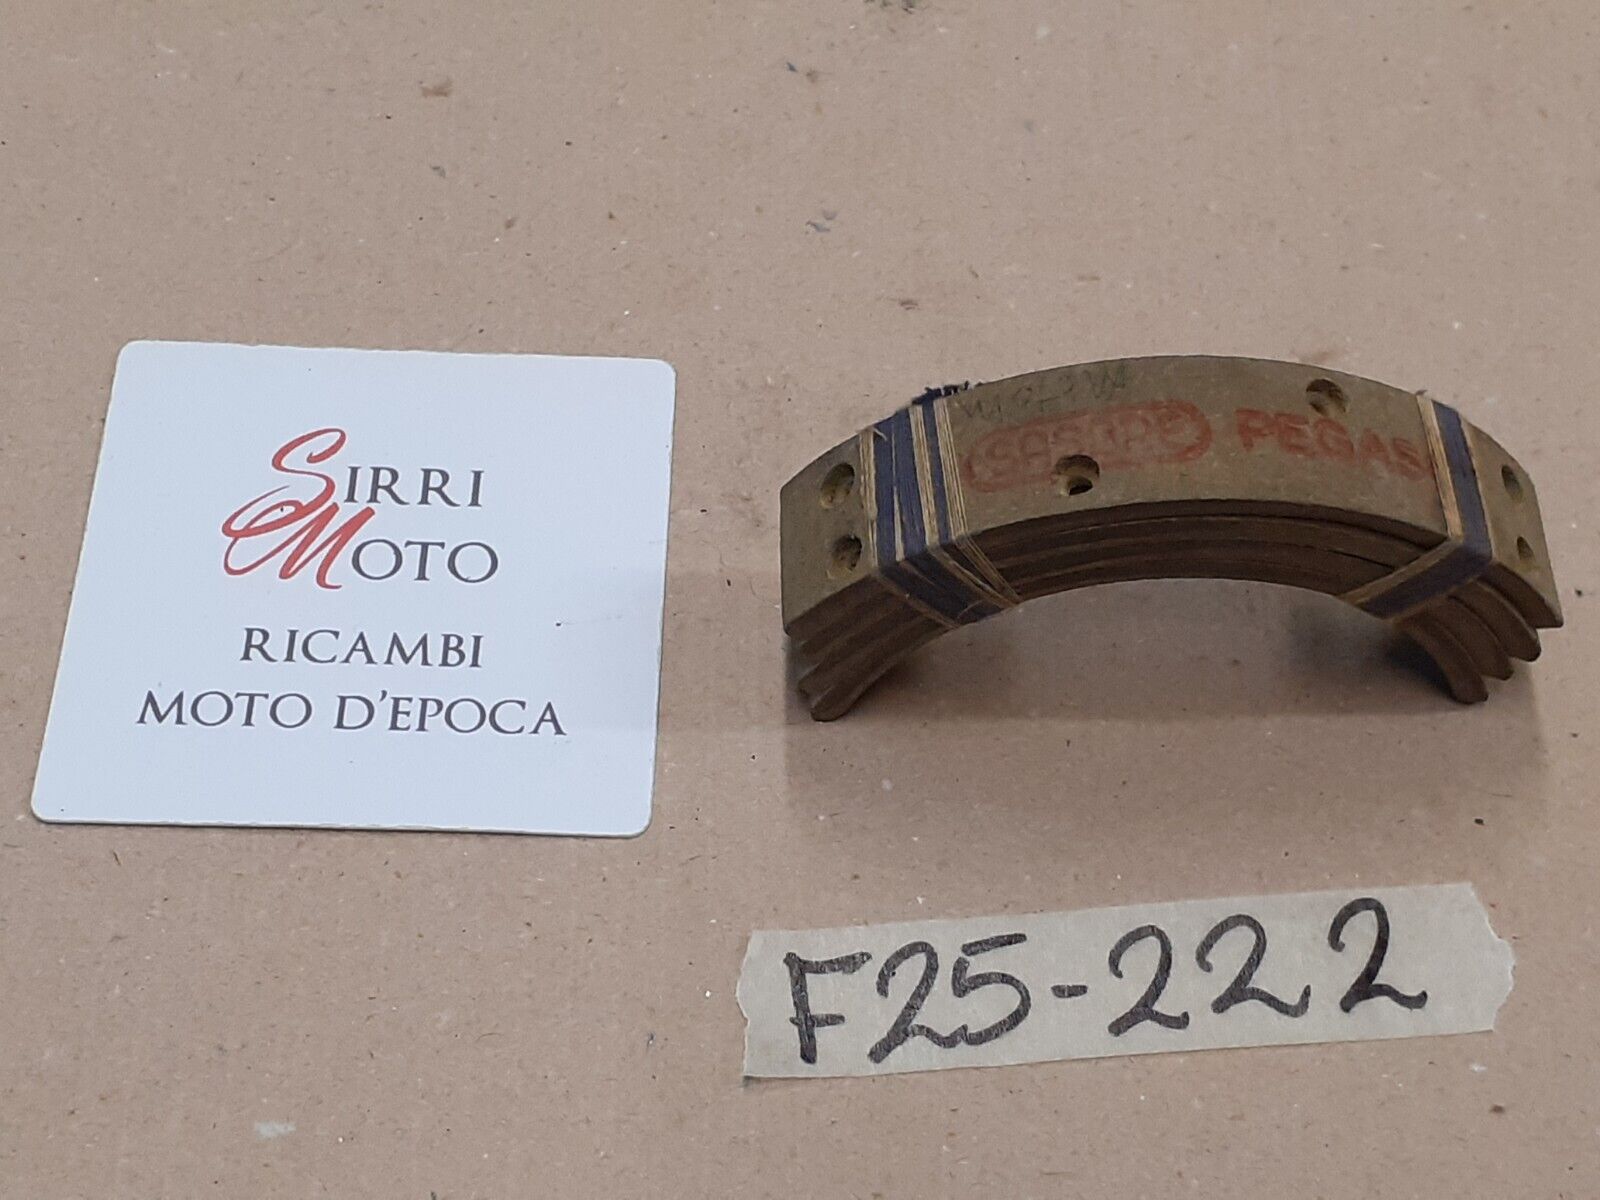 SIRRI
MOTO
RICAMBI
MOTO D'EPOCA
PEGAS
F25-222